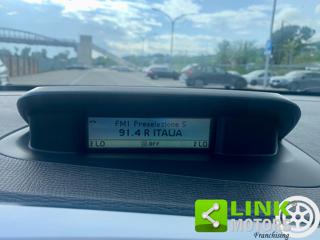 FM1 Preselezione 5
91.4 R ITALIA
LO OFF LO
LINK
MOTORS
Franchising.